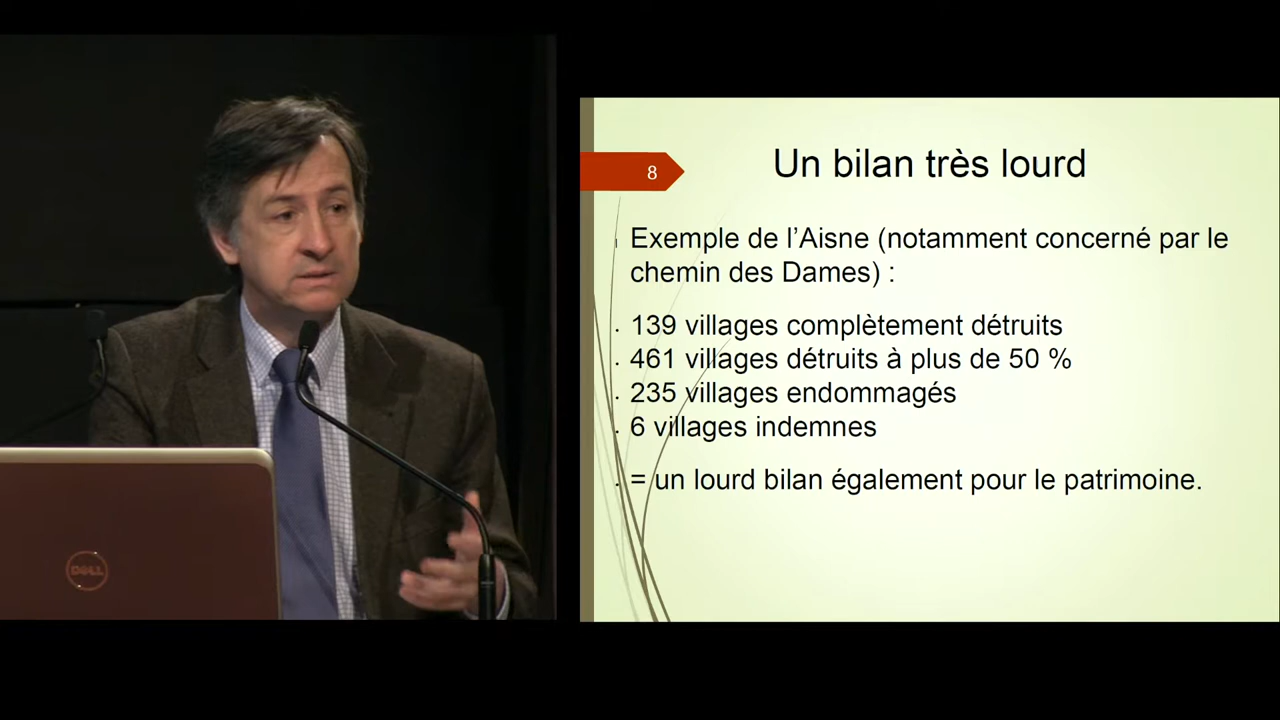 8
Un bilan très lourd
Exemple de l’Aisne (notamment concerné par le
chemin des Dames) :
139 villages complètement détruits
461 villages détruits à plus de 50 %
235 villages endommagés
6 villages indemnes
= un lourd bilan également pour le patrimoine.
DELL